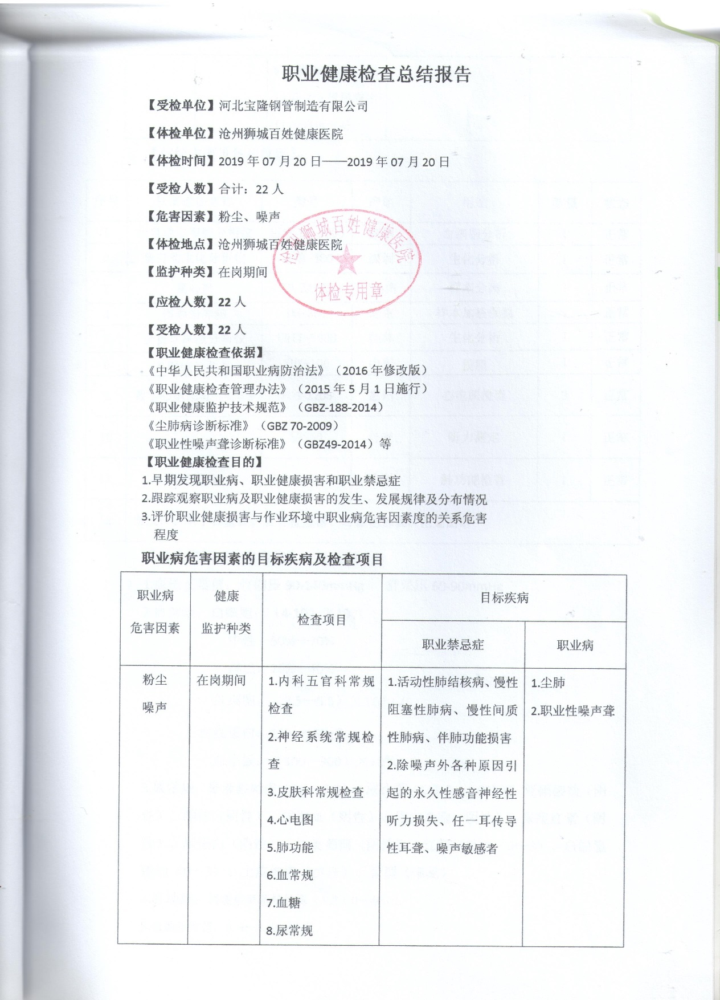 职业健康检查总结报告
【受检单位】河北宝隆钢管制造有限公司
【体检单位】沧州狮城百姓健康医院
【体检时间】2019 年 07 月 20 日——2019 年 07 月 20 日
【受检人数】合计：22 人
【危害因素】粉尘、噪声
【体检地点】沧州狮城百姓健康医院
【监护种类】在岗期间
沧州狮城百姓健康医院
体检专用章
【应检人数】22 人
【受检人数】22 人
【职业健康检查依据】
《中华人民共和国职业病防治法》（2016 年修改版）
《职业健康检查管理办法》（2015 年 5 月 1 日施行）
《职业健康监护技术规范》（GBZ-188-2014）
《尘肺病诊断标准》（GBZ 70-2009）
《职业性噪声聋诊断标准》（GBZ49-2014）等
【职业健康检查目的】
1.早期发现职业病、职业健康损害和职业禁忌症
2.跟踪观察职业病及职业健康损害的发生、发展规律及分布情况
3.评价职业健康损害与作业环境中职业病危害因素度的关系危害
程度
职业病危害因素的目标疾病及检查项目
职业病
危害因素
健康
监护种类
检查项目
目标疾病
职业禁忌症
职业病
粉尘
噪声
在岗期间
1.内科五官科常规
检查
2.神经系统常规检
查
3.皮肤科常规检查
4.心电图
5.肺功能
6.血常规
7.血糖
8.尿常规
1.活动性肺结核病、慢性
阻塞性肺病、慢性间质
性肺病、伴肺功能损害
2.除噪声外各种原因引
起的永久性感音神经性
听力损失、任一耳传导
性耳聋、噪声敏感者
1.尘肺
2.职业性噪声聋